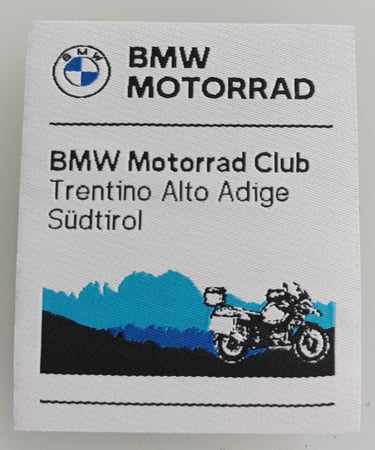 BMW
BMW
MOTORRAD
BMW Motorrad Club
Trentino Alto Adige
Südtirol